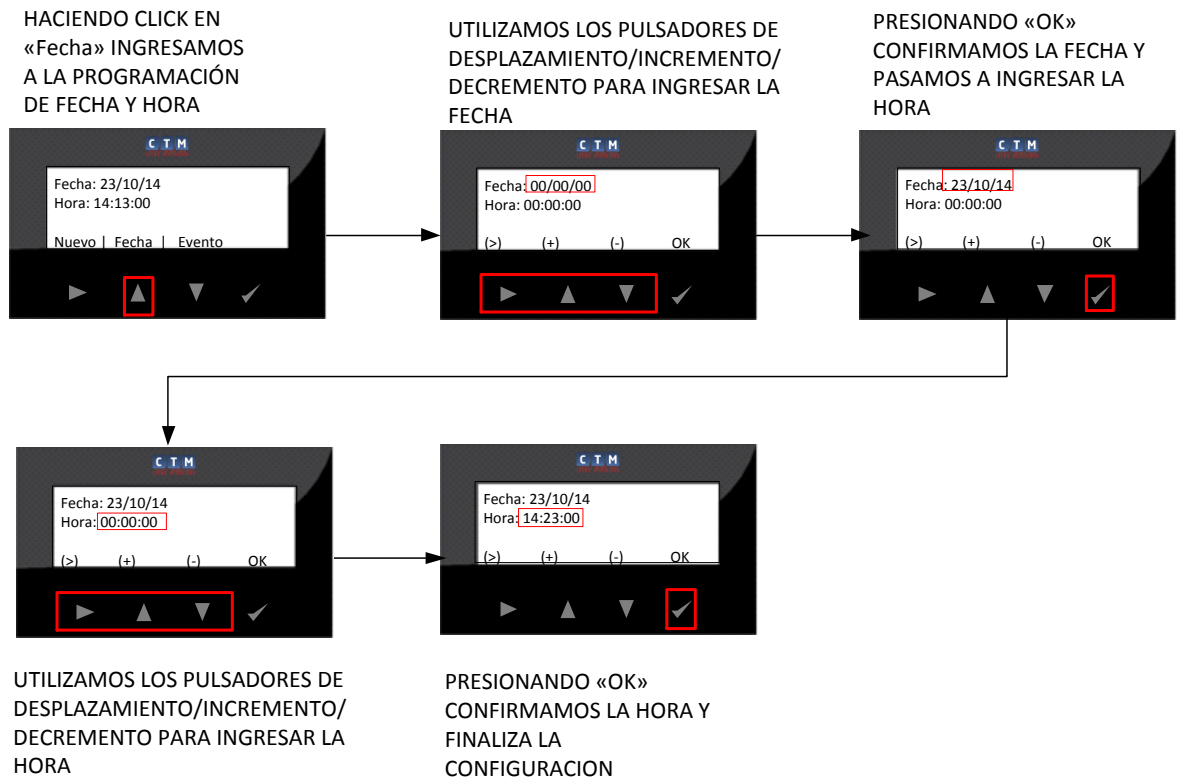 HACIENDO CLICK EN
«Fecha» INGRESAMOS
A LA PROGRAMACIÓN
DE FECHA Y HORA
C T M
Fecha: 23/10/14
Hora: 14:13:00
Nuevo | Fecha | Evento
UTILIZAMOS LOS PULSADORES DE
DESPLAZAMIENTO/INCREMENTO/
DECREMENTO PARA INGRESAR LA
FECHA
C T M
Fecha: 00/00/00
Hora: 00:00:00
(>) (+) (-) OK
PRESIONANDO «OK»
CONFIRMAMOS LA FECHA Y
PASAMOS A INGRESAR LA
HORA
C T M
Fecha: 23/10/14
Hora: 00:00:00
(>) (+) (-) OK
C T M
Fecha: 23/10/14
Hora: 00:00:00
(>) (+) (-) OK
UTILIZAMOS LOS PULSADORES DE
DESPLAZAMIENTO/INCREMENTO/
DECREMENTO PARA INGRESAR LA
HORA
C T M
Fecha: 23/10/14
Hora: 14:23:00
(>) (+) (-) OK
PRESIONANDO «OK»
CONFIRMAMOS LA HORA Y
FINALIZA LA
CONFIGURACION